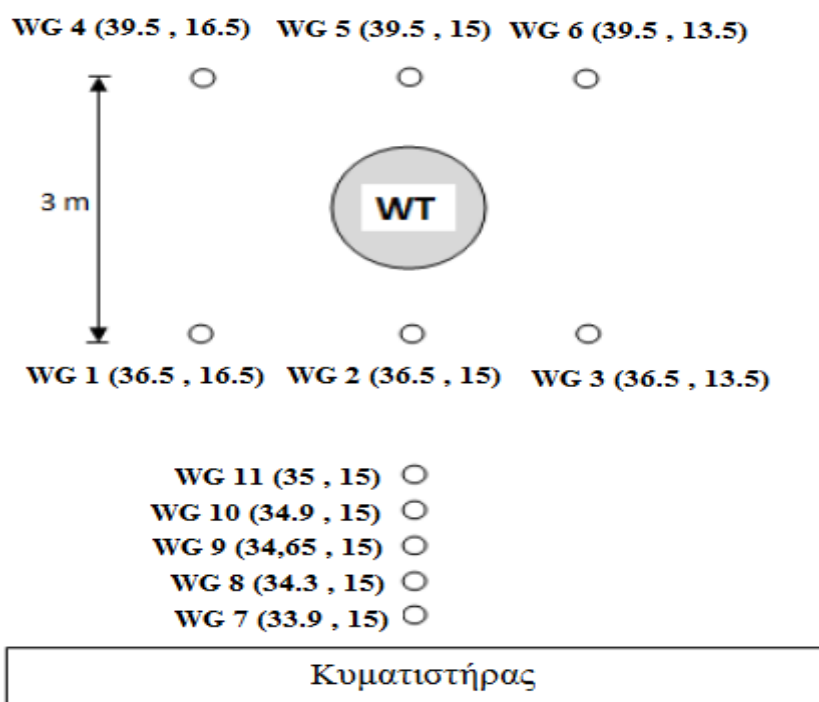 WG 4 (39.5 , 16.5) WG 5 (39.5 , 15) WG 6 (39.5 , 13.5)
3 m
WT
WG 1 (36.5 , 16.5) WG 2 (36.5 , 15) WG 3 (36.5 , 13.5)
WG 11 (35 , 15)
WG 10 (34.9 , 15)
WG 9 (34,65 , 15)
WG 8 (34.3 , 15)
WG 7 (33.9 , 15)
Κυματιστήρας